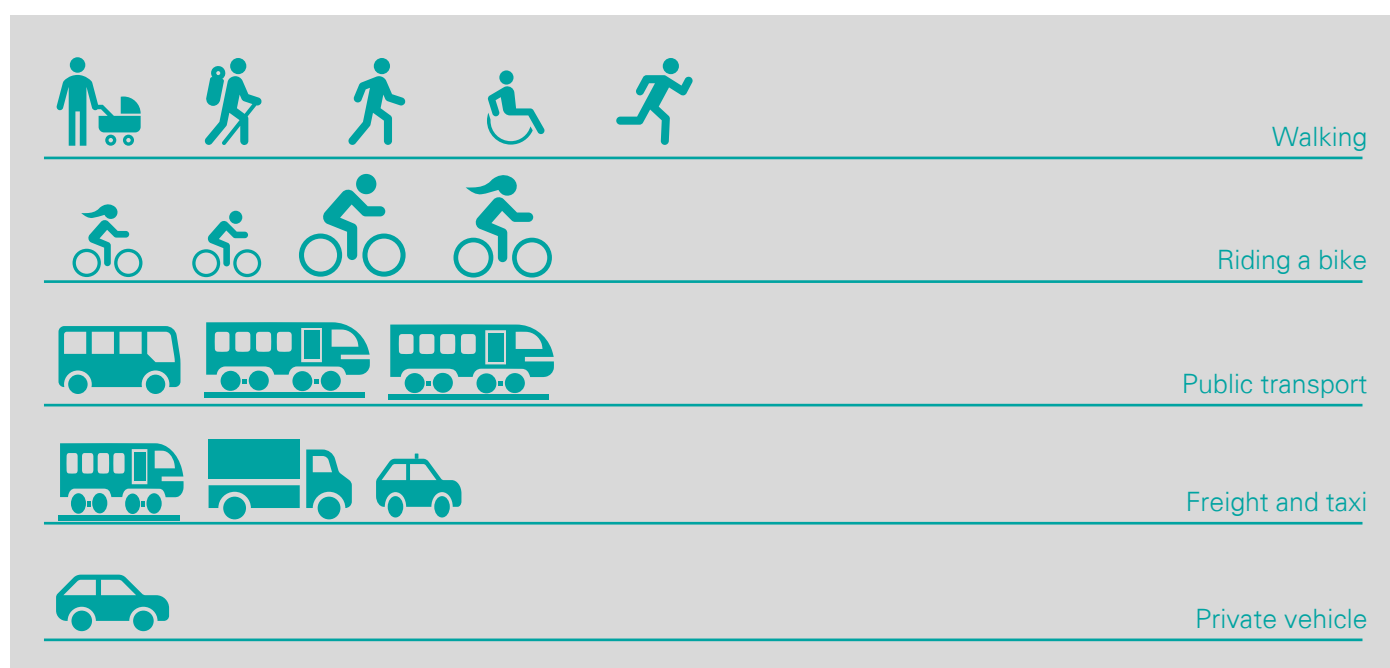 Walking
Riding a bike
Public transport
Freight and taxi
Private vehicle